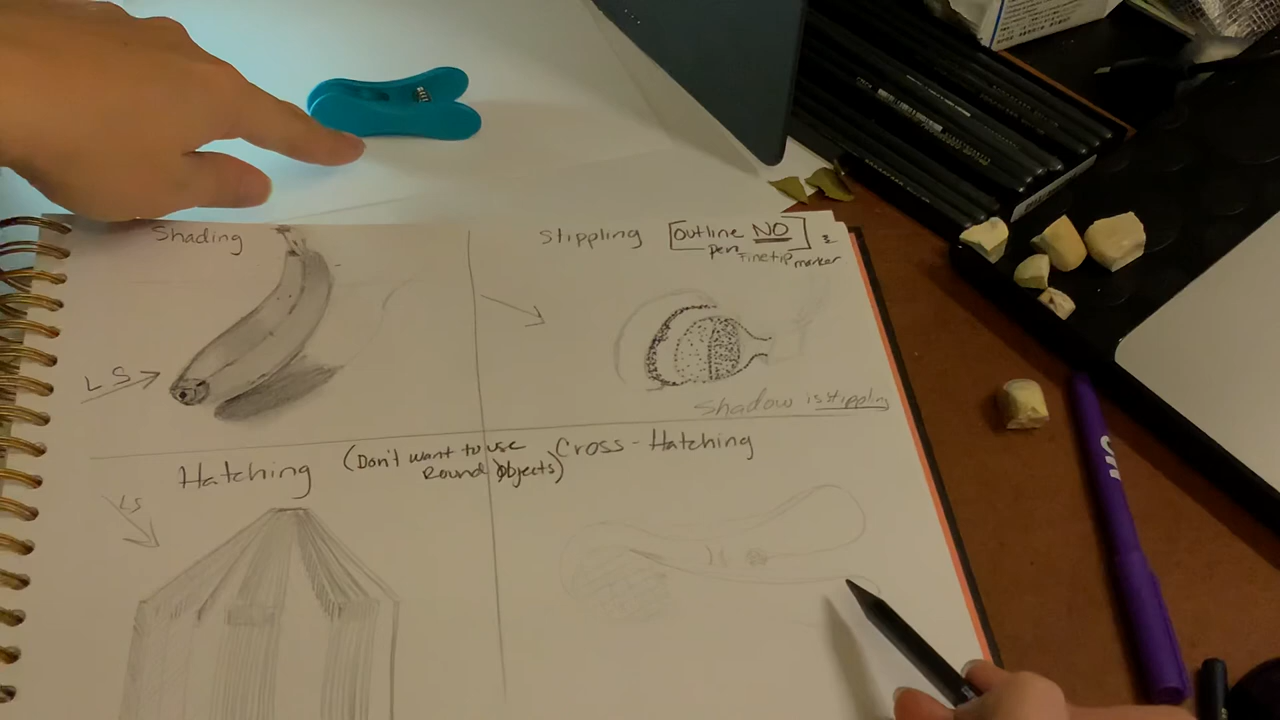 Shading
Stippling [Outline NO]
pen, Finetip marker
LS
Shadow is stippling
Hatching (Don't want to use
Round Objects)
Cross-Hatching
LS